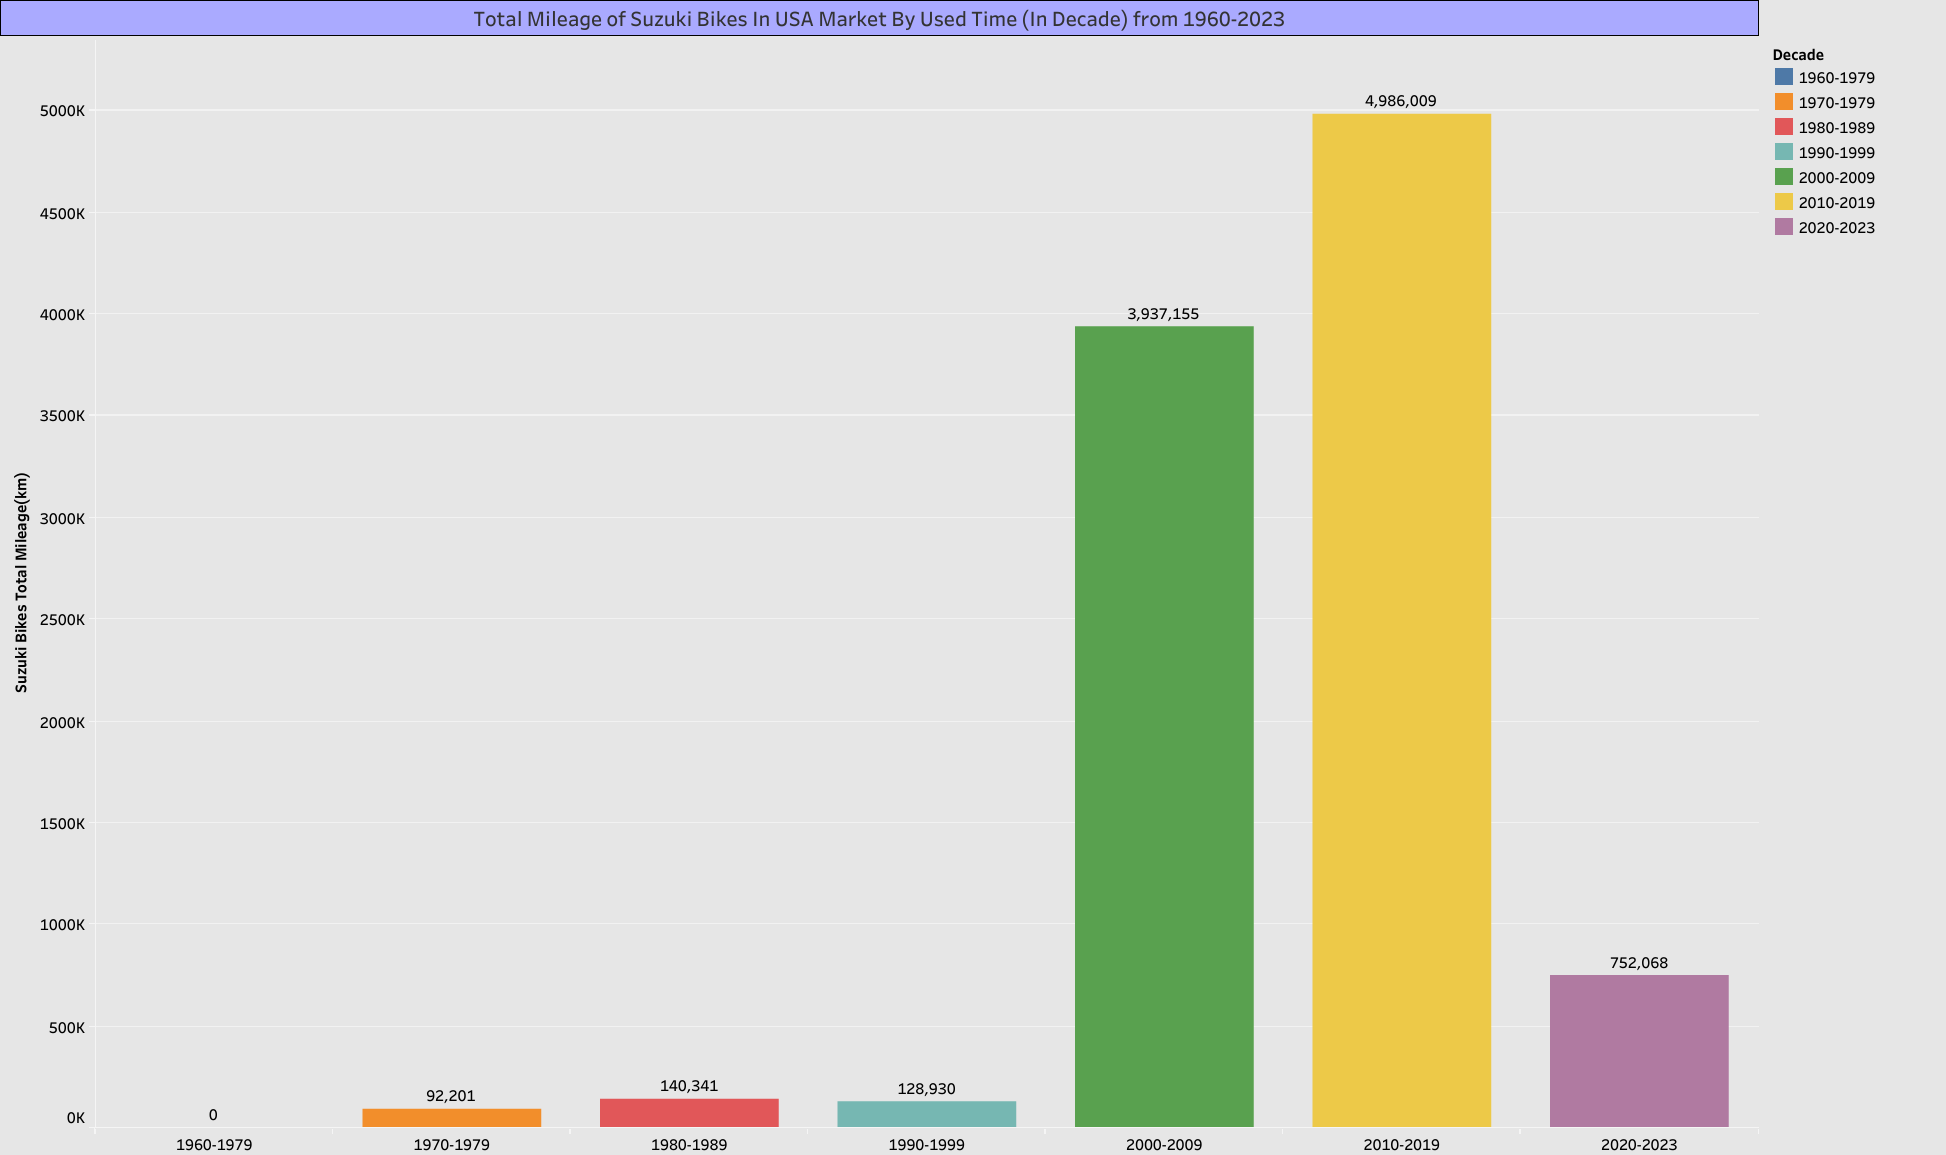 Total Mileage of Suzuki Bikes In USA Market By Used Time (In Decade) from 1960-2023
Decade
1960-1979
1970-1979
1980-1989
1990-1999
2000-2009
2010-2019
2020-2023
Suzuki Bikes Total Mileage(km)
5000K
4500K
4000K
3500K
3000K
2500K
2000K
1500K
1000K
500K
0K
0
92,201
140,341
128,930
3,937,155
4,986,009
752,068
1960-1979
1970-1979
1980-1989
1990-1999
2000-2009
2010-2019
2020-2023